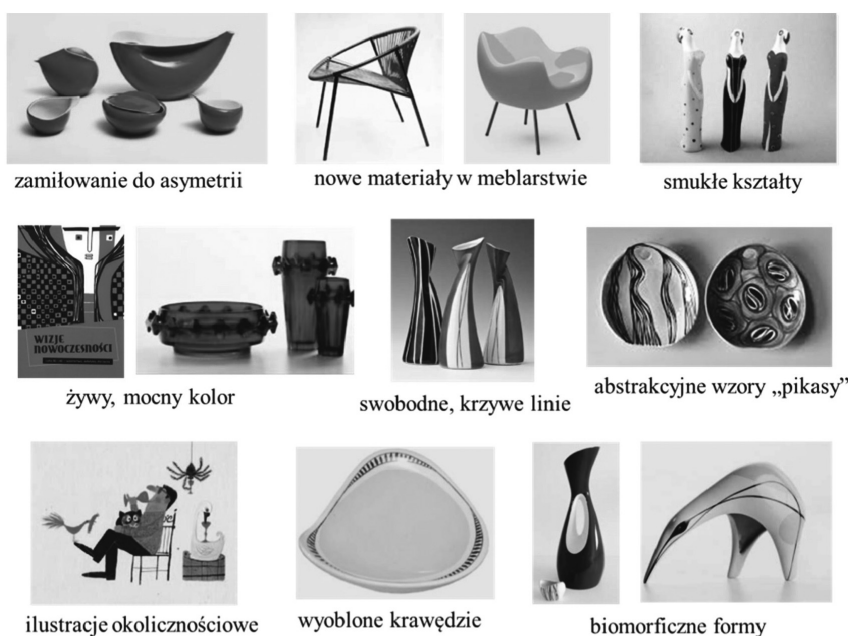 zamiłowanie do asymetrii
nowe materiały w meblarstwie
smukłe kształty
WIZJE
NOWOCZESNOŚCI
żywy, mocny kolor
swobodne, krzywe linie
abstrakcyjne wzory „pikasy”
ilustracje okolicznościowe
wyoblone krawędzie
biomorficzne formy